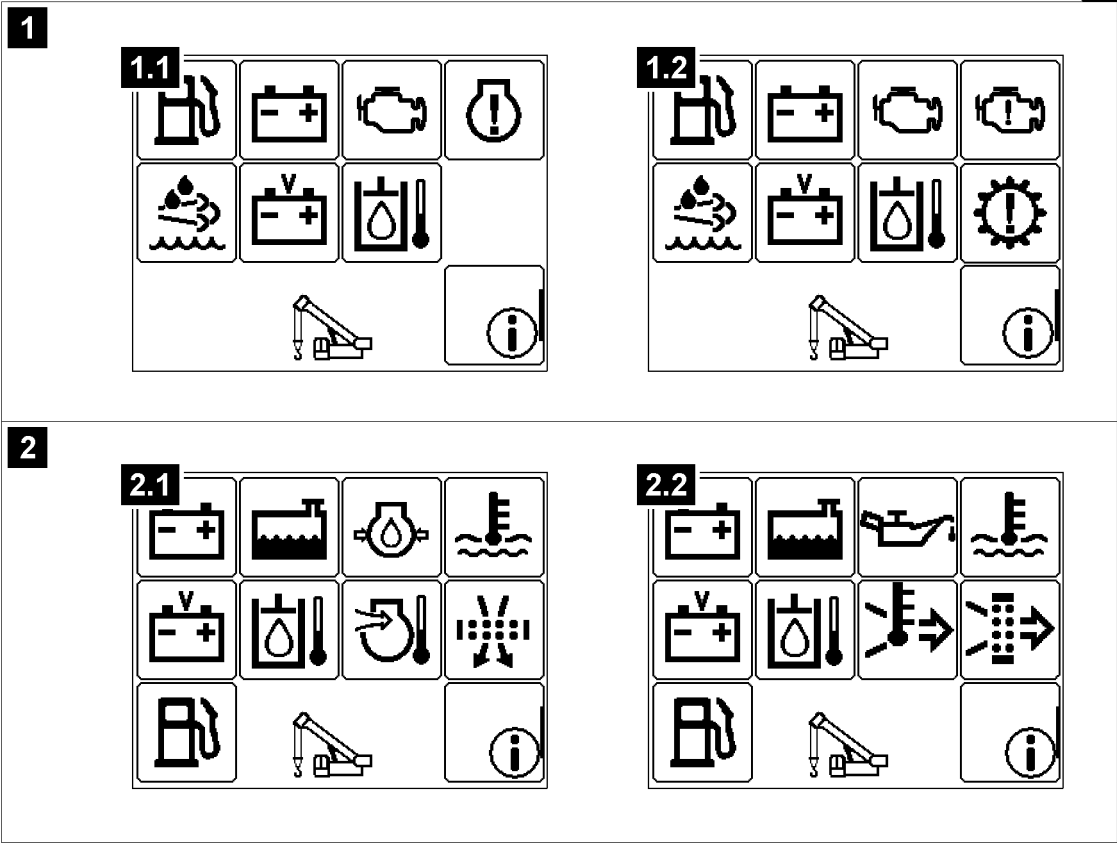 1
1.1
1.2
- +
!
- +
!
V
- +
V
- +
!
i
i
2
2.1
2.2
- +
- +
V
- +
V
- +
i
i